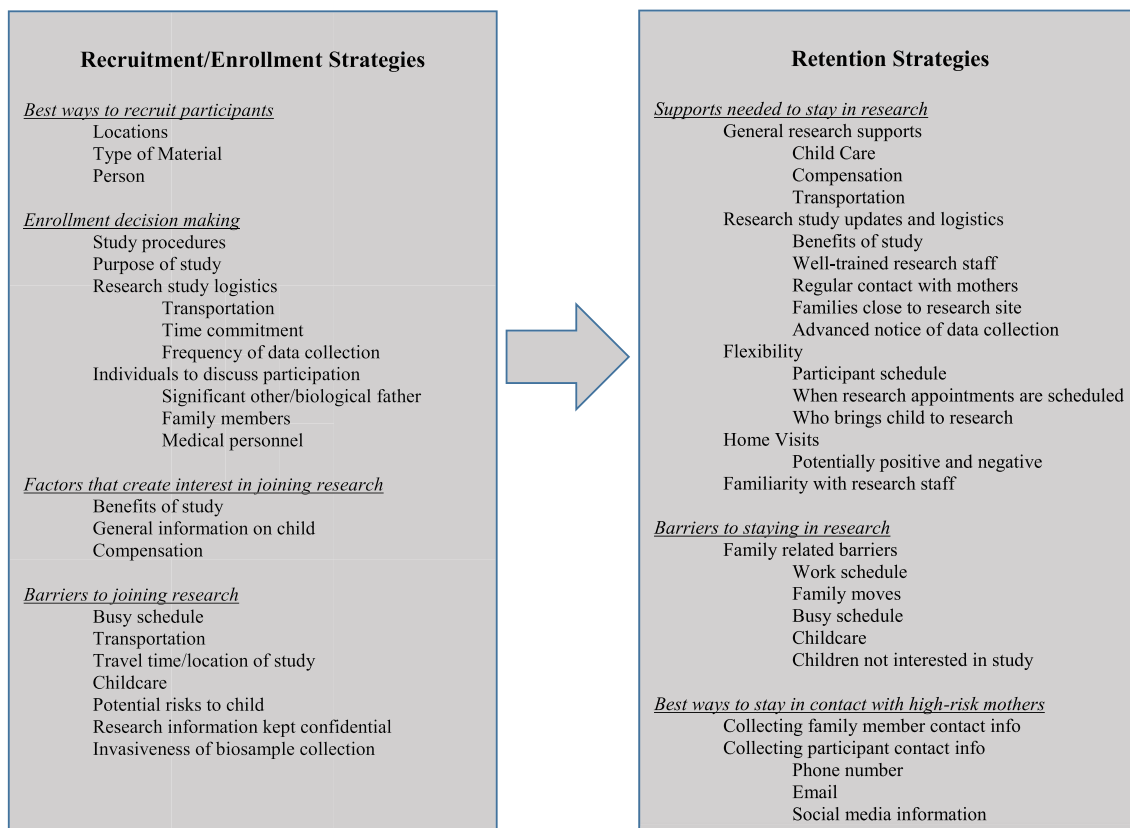 Recruitment/Enrollment Strategies
Best ways to recruit participants
Locations
Type of Material
Person
Enrollment decision making
Study procedures
Purpose of study
Research study logistics
Transportation
Time commitment
Frequency of data collection
Individuals to discuss participation
Significant other/biological father
Family members
Medical personnel
Factors that create interest in joining research
Benefits of study
General information on child
Compensation
Barriers to joining research
Busy schedule
Transportation
Travel time/location of study
Childcare
Potential risks to child
Research information kept confidential
Invasiveness of biosample collection
Retention Strategies
Supports needed to stay in research
General research supports
Child Care
Compensation
Transportation
Research study updates and logistics
Benefits of study
Well-trained research staff
Regular contact with mothers
Families close to research site
Advanced notice of data collection
Flexibility
Participant schedule
When research appointments are scheduled
Who brings child to research
Home Visits
Potentially positive and negative
Familiarity with research staff
Barriers to staying in research
Family related barriers
Work schedule
Family moves
Busy schedule
Childcare
Children not interested in study
Best ways to stay in contact with high-risk mothers
Collecting family member contact info
Collecting participant contact info
Phone number
Email
Social media information